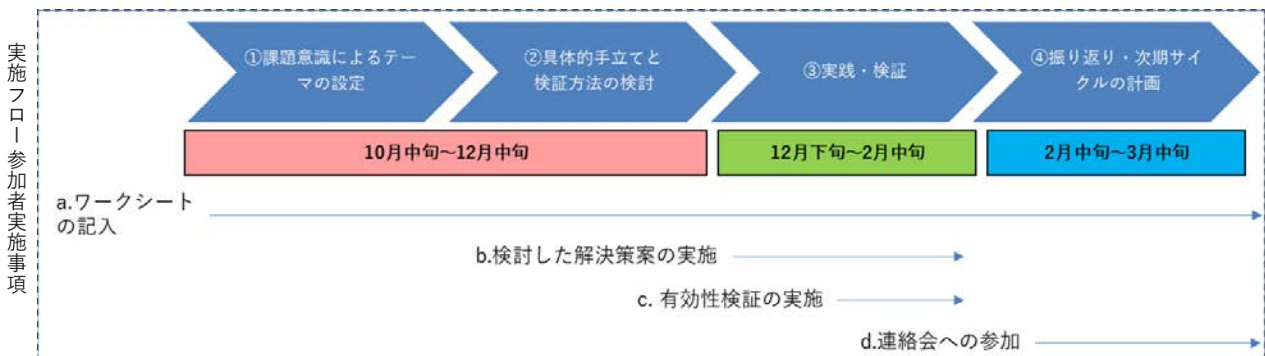 実施フロー 参加者実施事項
①課題意識によるテー
マの設定
②具体的手立てと
検証方法の検討
③実践・検証
④振り返り・次期サイ
クルの計画
10月中旬～12月中旬
12月下旬～2月中旬
2月中旬～3月中旬
a.ワークシート
の記入
b.検討した解決策案の実施
c. 有効性検証の実施
d.連絡会への参加